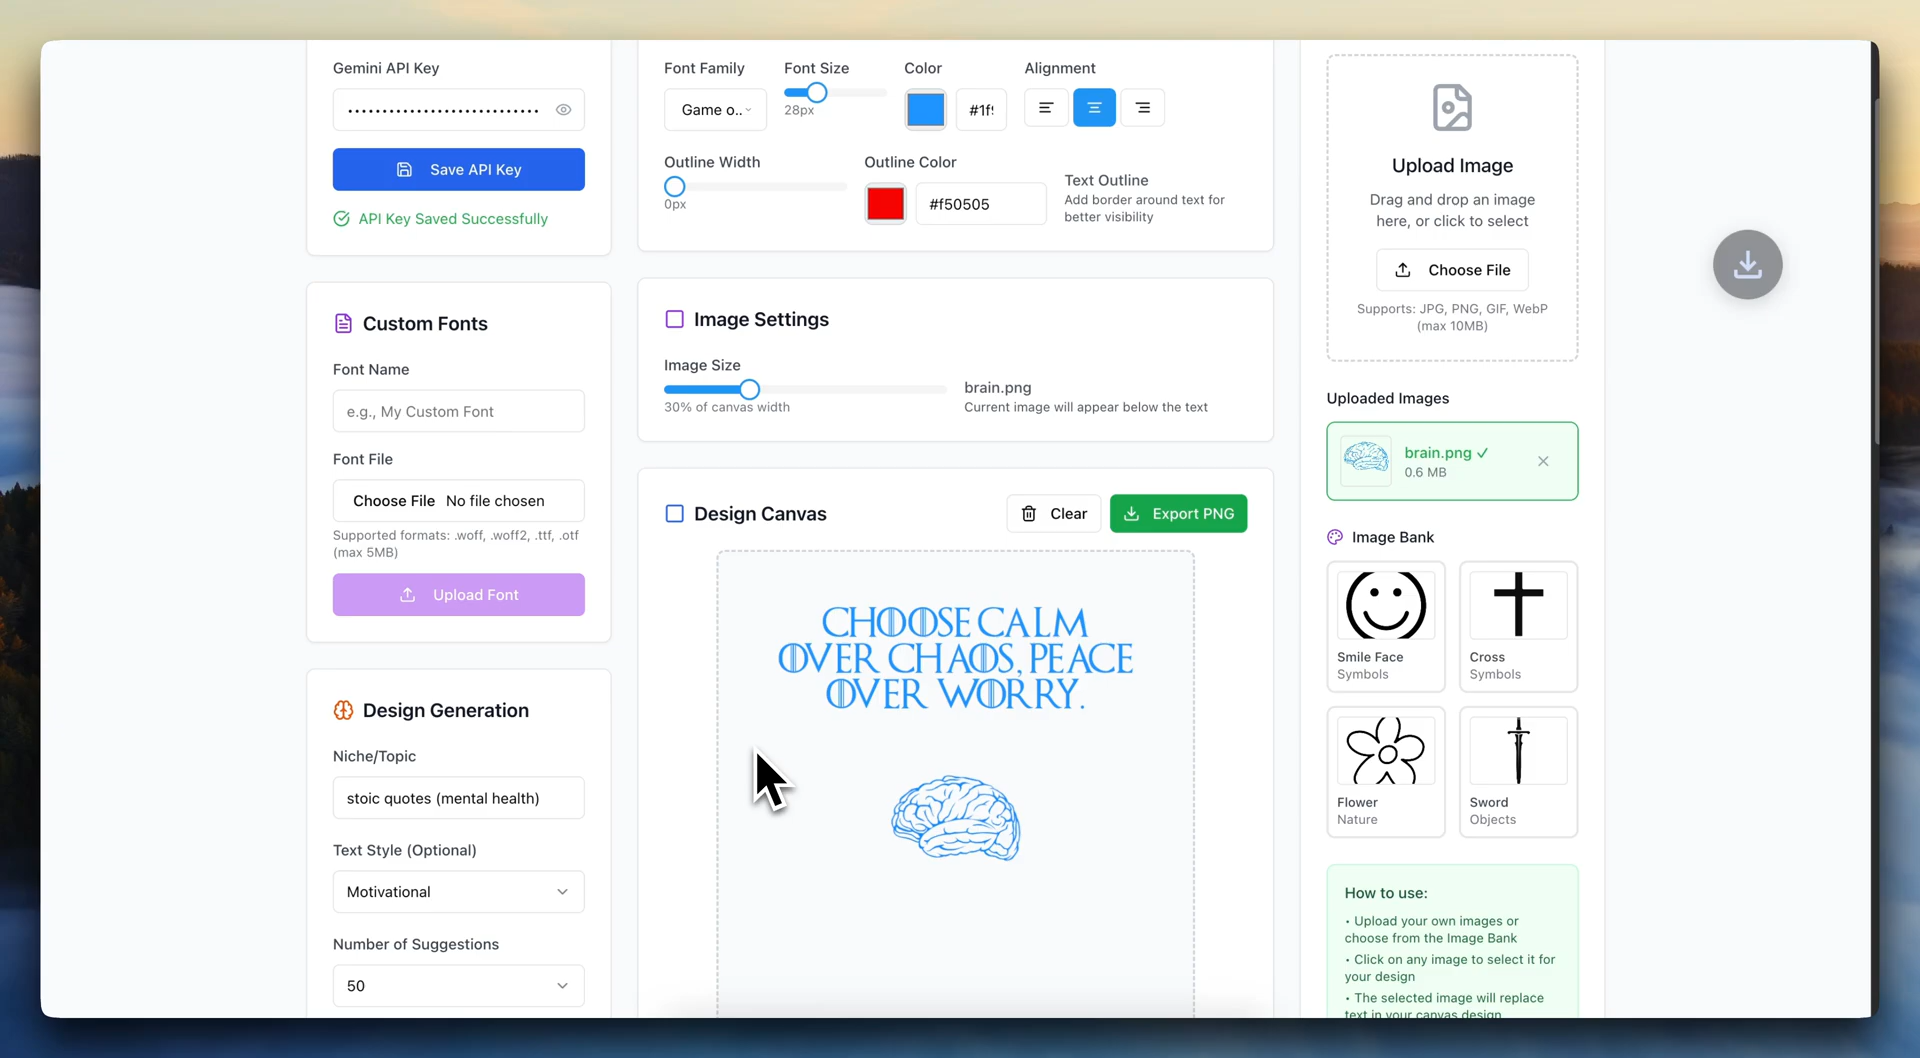 Gemini API Key
••••••••••••••••••••••••••••
Save API Key
API Key Saved Successfully
Custom Fonts
Font Name
e.g., My Custom Font
Font File
Choose File No file chosen
Supported formats: .woff, .woff2, .ttf, .otf
(max 5MB)
Upload Font
Design Generation
Niche/Topic
stoic quotes (mental health)
Text Style (Optional)
Motivational
Number of Suggestions
50
Font Family
Game o..
Font Size
28px
Color
#1f
Alignment
Outline Width
0px
Outline Color
#f50505
Text Outline
Add border around text for
better visibility
Image Settings
Image Size
30% of canvas width
brain.png
Current image will appear below the text
Design Canvas
Clear
Export PNG
CHOOSE CALM
OVER CHAOS, PEACE
OVER WORRY.
Upload Image
Drag and drop an image
here, or click to select
Choose File
Supports: JPG, PNG, GIF, WebP
(max 10MB)
Uploaded Images
brain.png ✓
0.6 MB
Image Bank
Smile Face
Symbols
Cross
Symbols
Flower
Nature
Sword
Objects
How to use:
• Upload your own images or
choose from the Image Bank
• Click on any image to select it for
your design
• The selected image will replace
text in your canvas design